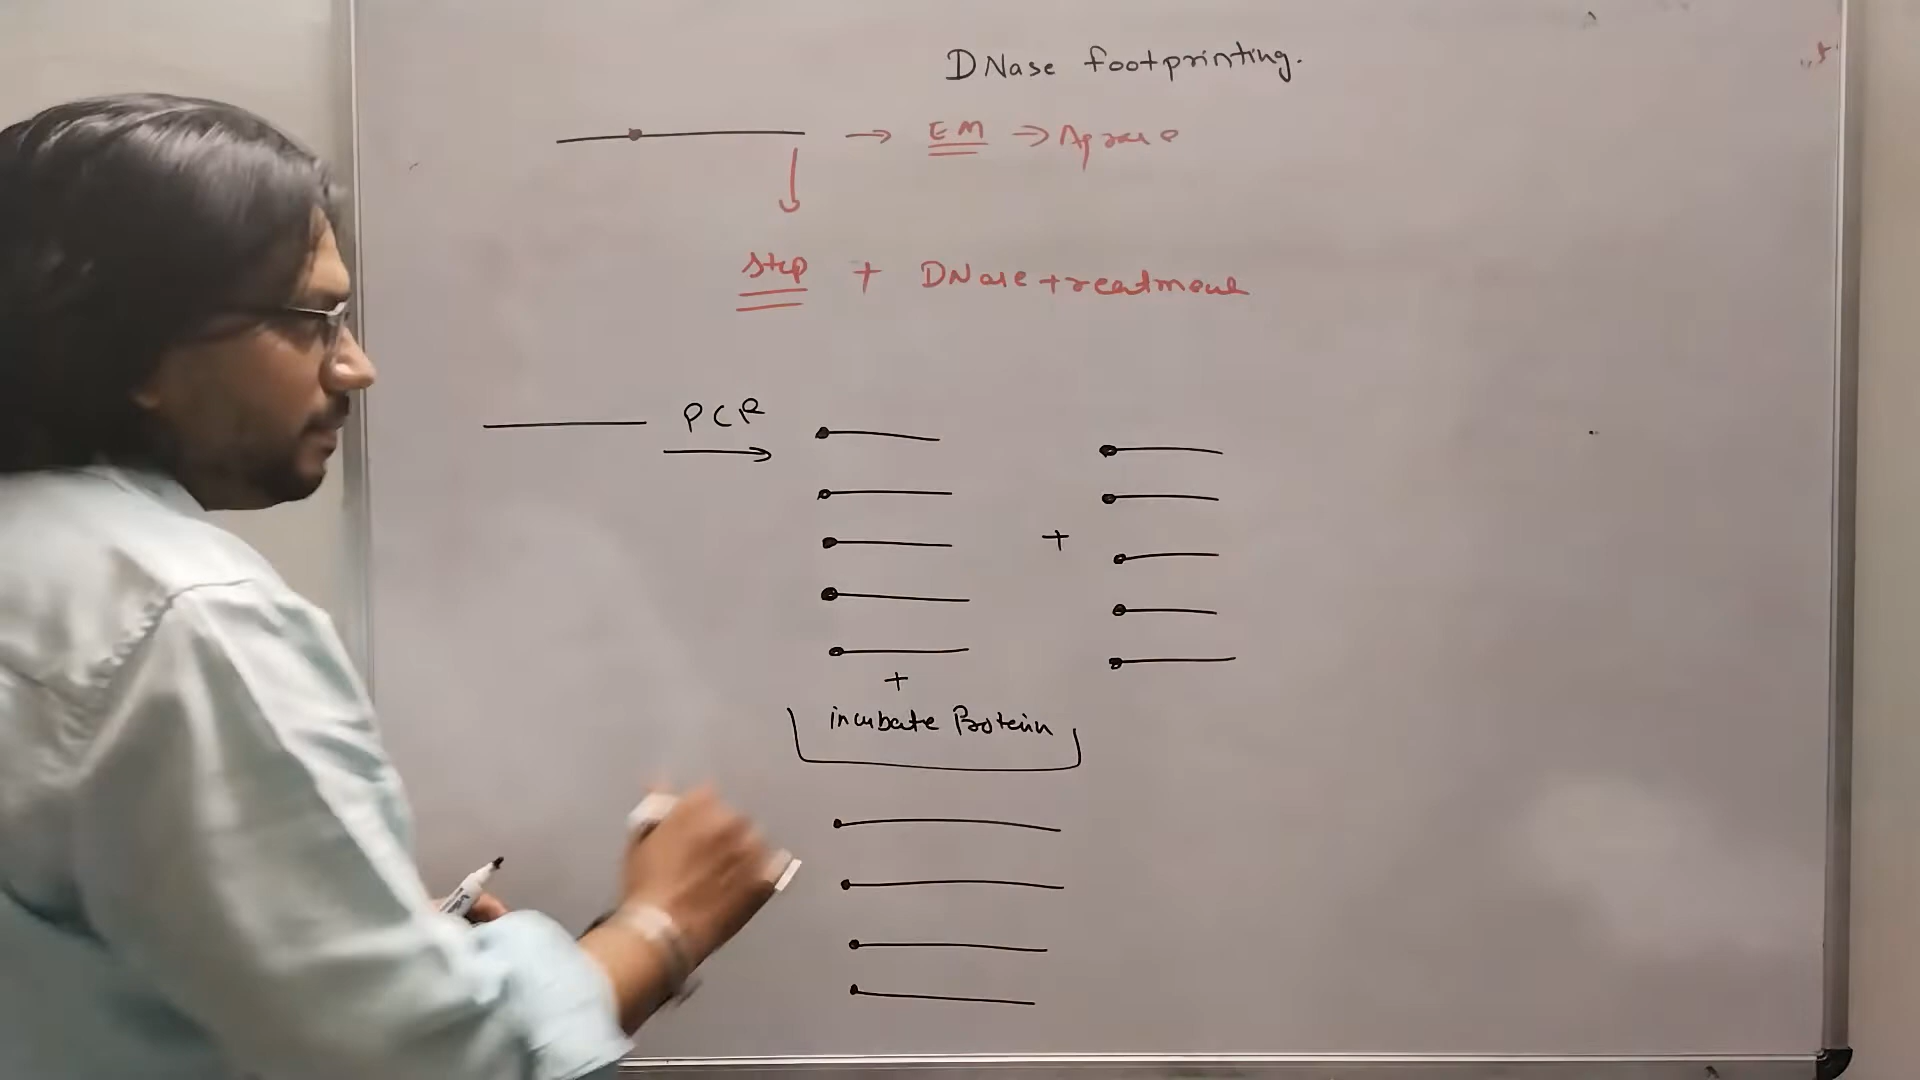 DNase footprinting.
→ EM →
step + DNase treatment
PCR
+
+
incubate Protein